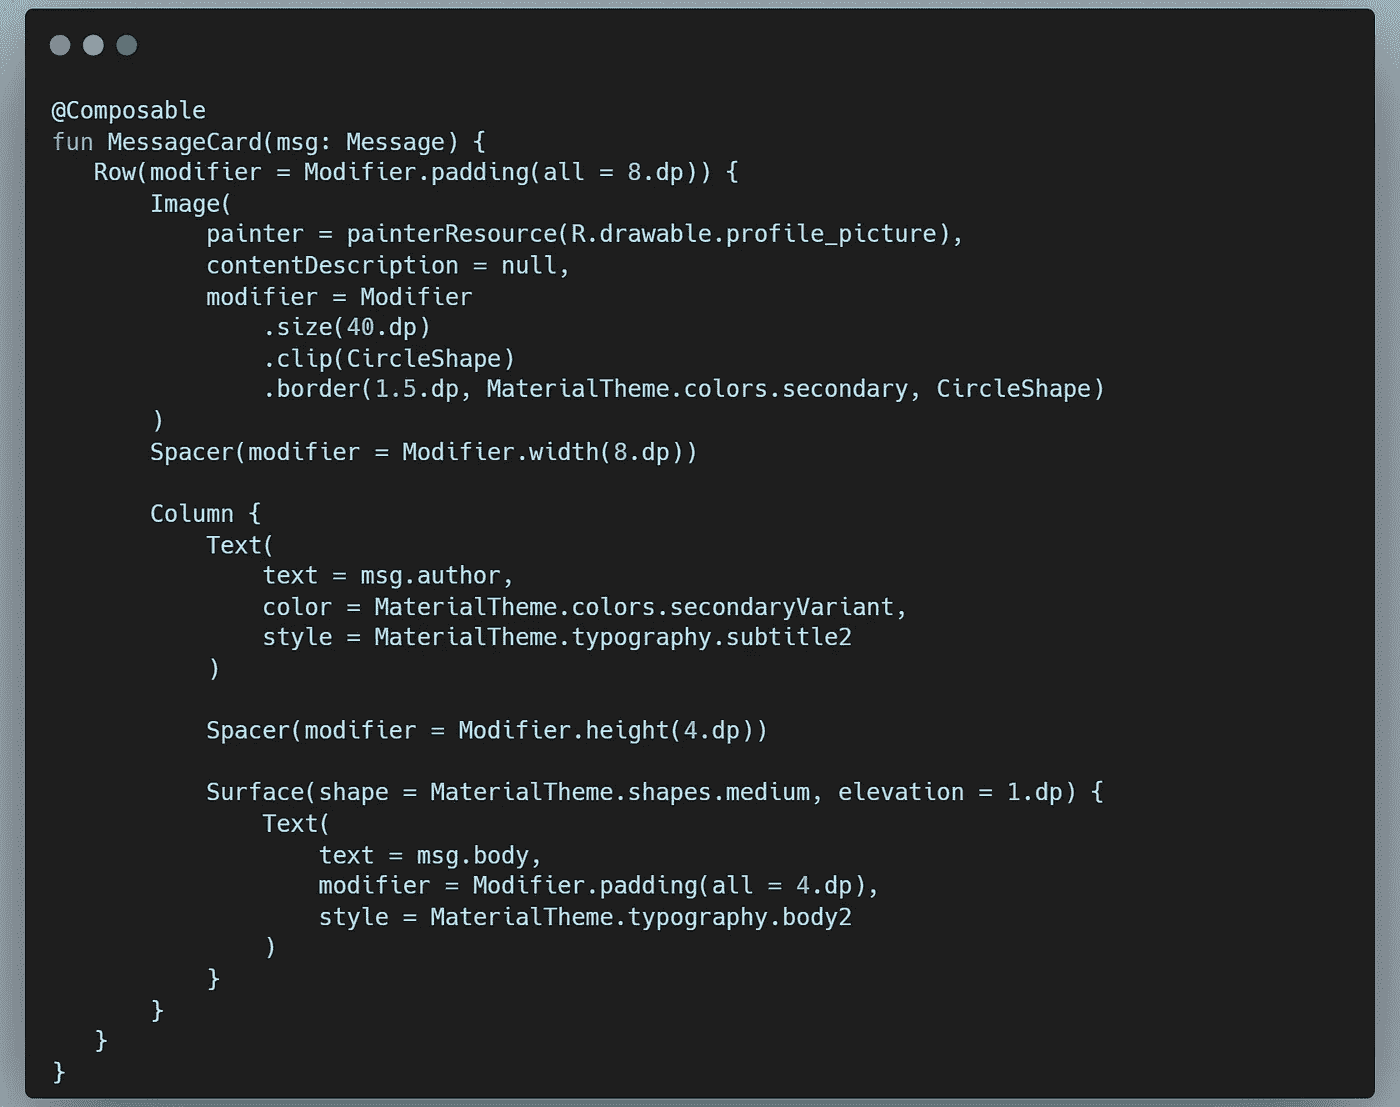 @Composable
fun MessageCard(msg: Message) {
   Row(modifier = Modifier.padding(all = 8.dp)) {
       Image(
           painter = painterResource(R.drawable.profile_picture),
           contentDescription = null,
           modifier = Modifier
               .size(40.dp)
               .clip(CircleShape)
               .border(1.5.dp, MaterialTheme.colors.secondary, CircleShape)
       )
       Spacer(modifier = Modifier.width(8.dp))

       Column {
           Text(
               text = msg.author,
               color = MaterialTheme.colors.secondaryVariant,
               style = MaterialTheme.typography.subtitle2
           )

           Spacer(modifier = Modifier.height(4.dp))

           Surface(shape = MaterialTheme.shapes.medium, elevation = 1.dp) {
               Text(
                   text = msg.body,
                   modifier = Modifier.padding(all = 4.dp),
                   style = MaterialTheme.typography.body2
               )
           }
       }
   }
}